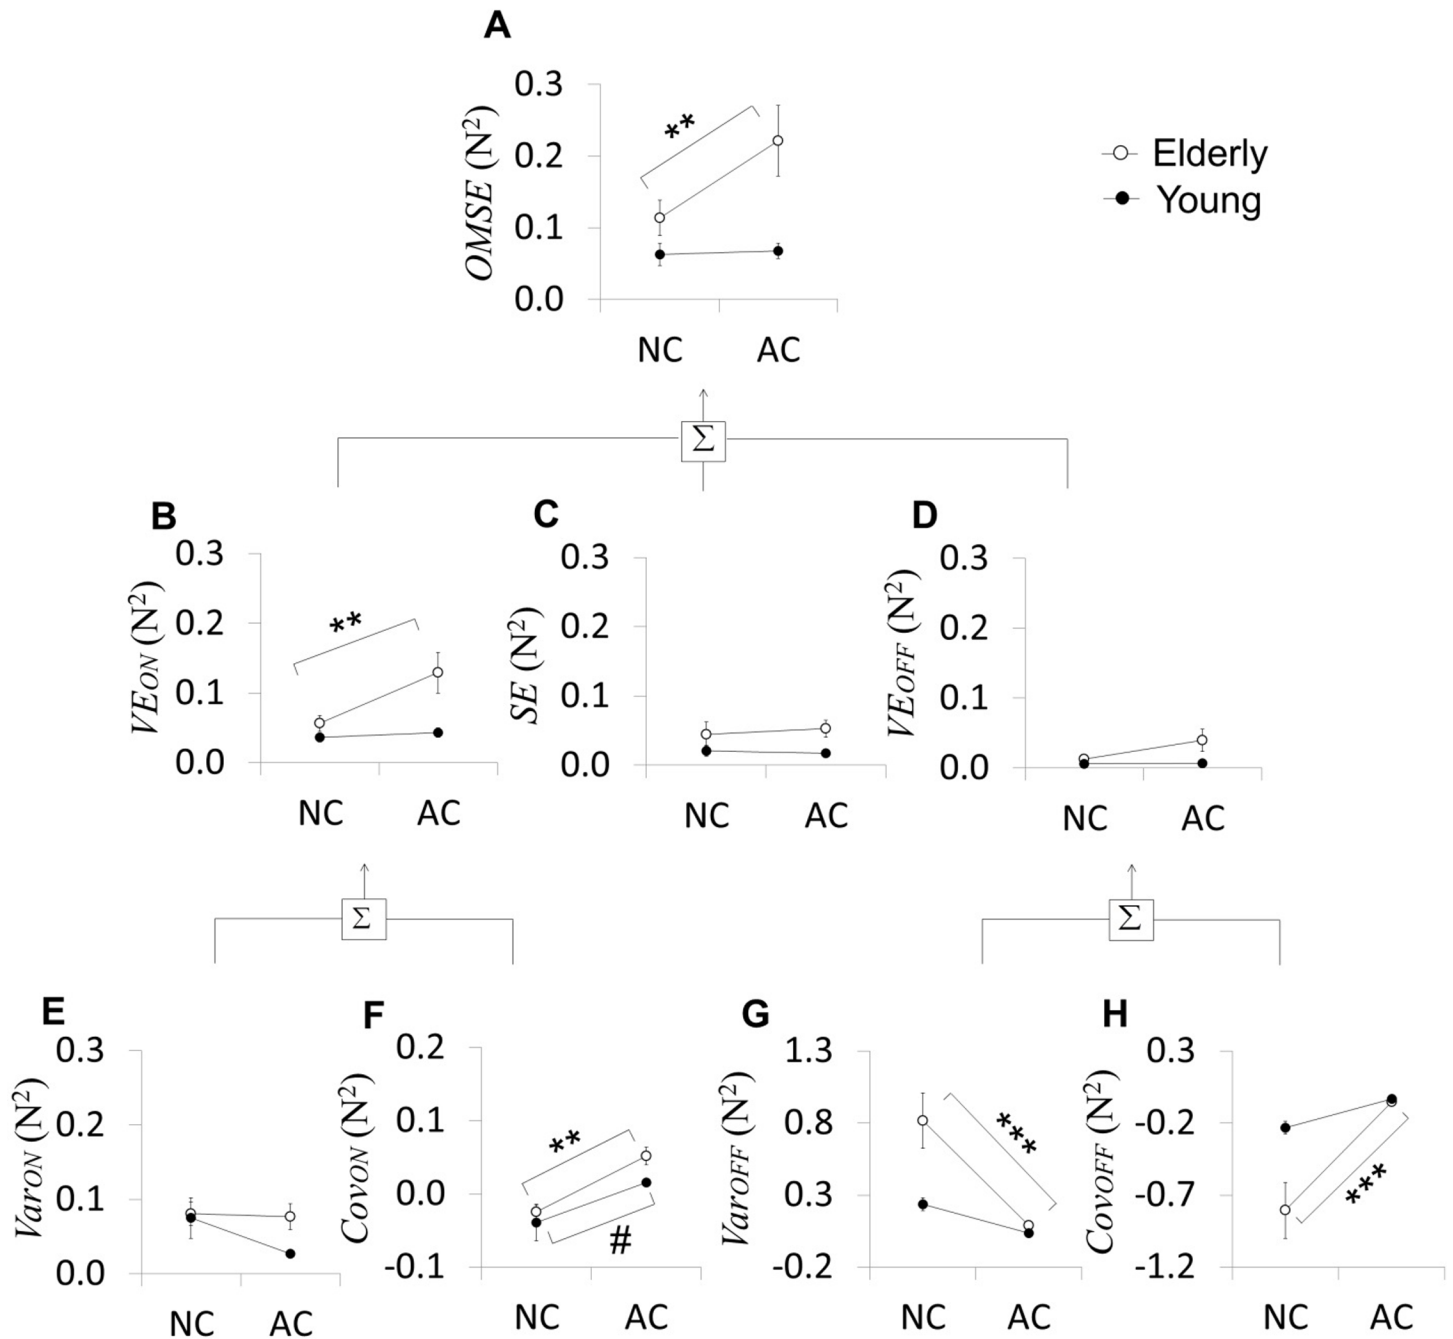 A
0.3
0.2
0.1
0.0
OMSE (N²)
**
NC AC
Elderly
Young
Σ
B
0.3
0.2
0.1
0.0
VEON (N²)
**
NC AC
C
0.3
0.2
0.1
0.0
SE (N²)
NC AC
D
0.3
0.2
0.1
0.0
VEOFF (N²)
NC AC
Σ
Σ
E
0.3
0.2
0.1
0.0
VarON (N²)
NC AC
F
0.2
0.1
0.0
-0.1
CovON (N²)
**
#
NC AC
G
1.3
0.8
0.3
-0.2
VarOFF (N²)
***
NC AC
H
0.3
-0.2
-0.7
-1.2
CovOFF (N²)
***
NC AC